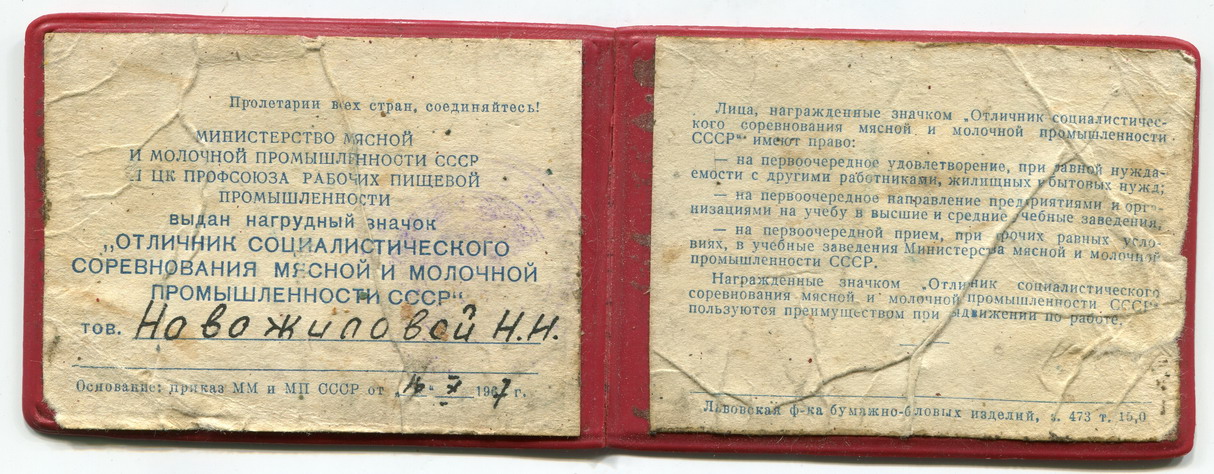 Пролетарии всех стран, соединяйтесь!
МИНИСТЕРСТВО МЯСНОЙ
И МОЛОЧНОЙ ПРОМЫШЛЕННОСТИ СССР
И ЦК ПРОФСОЮЗА РАБОЧИХ ПИЩЕВОЙ
ПРОМЫШЛЕННОСТИ
выдан нагрудный значок
„ОТЛИЧНИК СОЦИАЛИСТИЧЕСКОГО
СОРЕВНОВАНИЯ МЯСНОЙ И МОЛОЧНОЙ
ПРОМЫШЛЕННОСТИ СССР“
тов. Новожиловой Н.Н.
Основание: приказ ММ и МП СССР от „16“ X 1967 г.
Лица, награжденные значком „Отличник социалистичес-
кого соревнования мясной и молочной промышленности
СССР“ имеют право:
— на первоочередное удовлетворение, при равной нужда-
емости с другими работниками, жилищных и бытовых нужд;
— на первоочередное направление предприятиями и орга-
низациями на учебу в высшие и средние учебные заведения;
— на первоочередной прием, при прочих равных усло-
виях, в учебные заведения Министерства мясной и молочной
промышленности СССР.
Награжденные значком „Отличник социалистического
соревнования мясной и молочной промышленности СССР“
пользуются преимуществом при выдвижении по работе.
Львовская ф-ка бумажно-беловых изделий, з. 473 т. 15,0